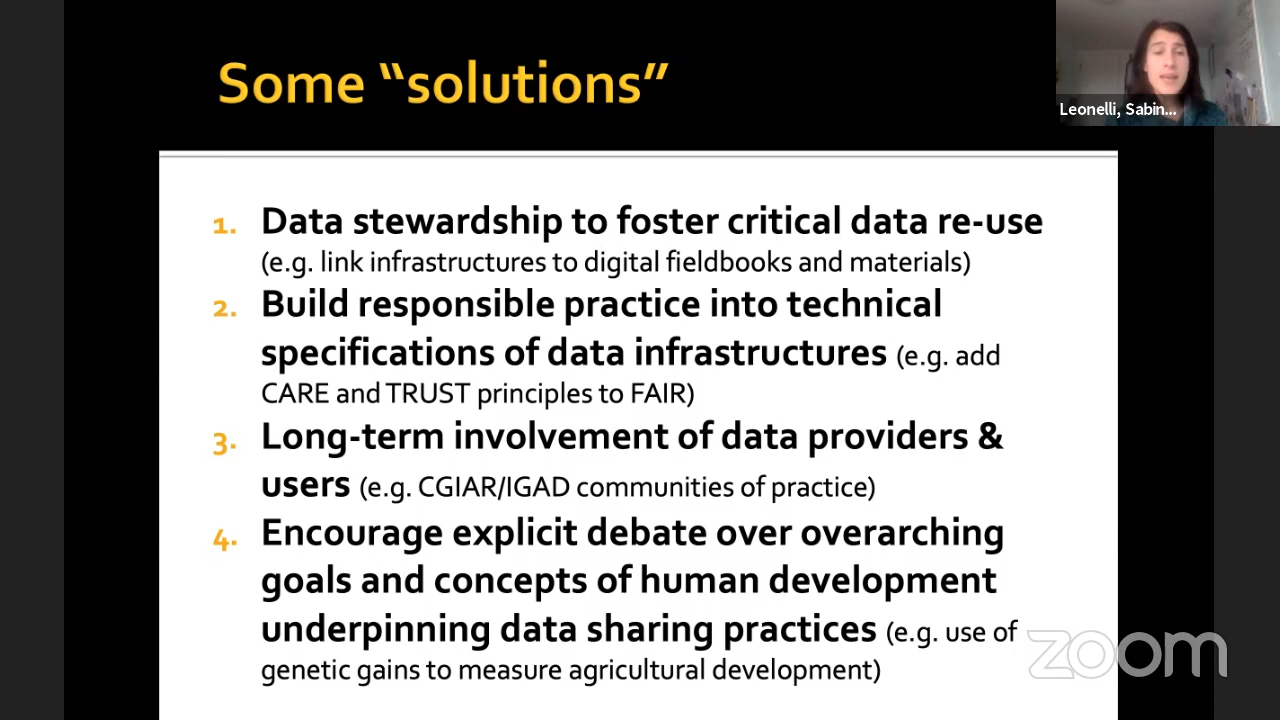 Some “solutions”
Leonelli, Sabin...
1. Data stewardship to foster critical data re-use
(e.g. link infrastructures to digital fieldbooks and materials)
2. Build responsible practice into technical
specifications of data infrastructures (e.g. add
CARE and TRUST principles to FAIR)
3. Long-term involvement of data providers &
users (e.g. CGIAR/IGAD communities of practice)
4. Encourage explicit debate over overarching
goals and concepts of human development
underpinning data sharing practices (e.g. use of
genetic gains to measure agricultural development)
zoom